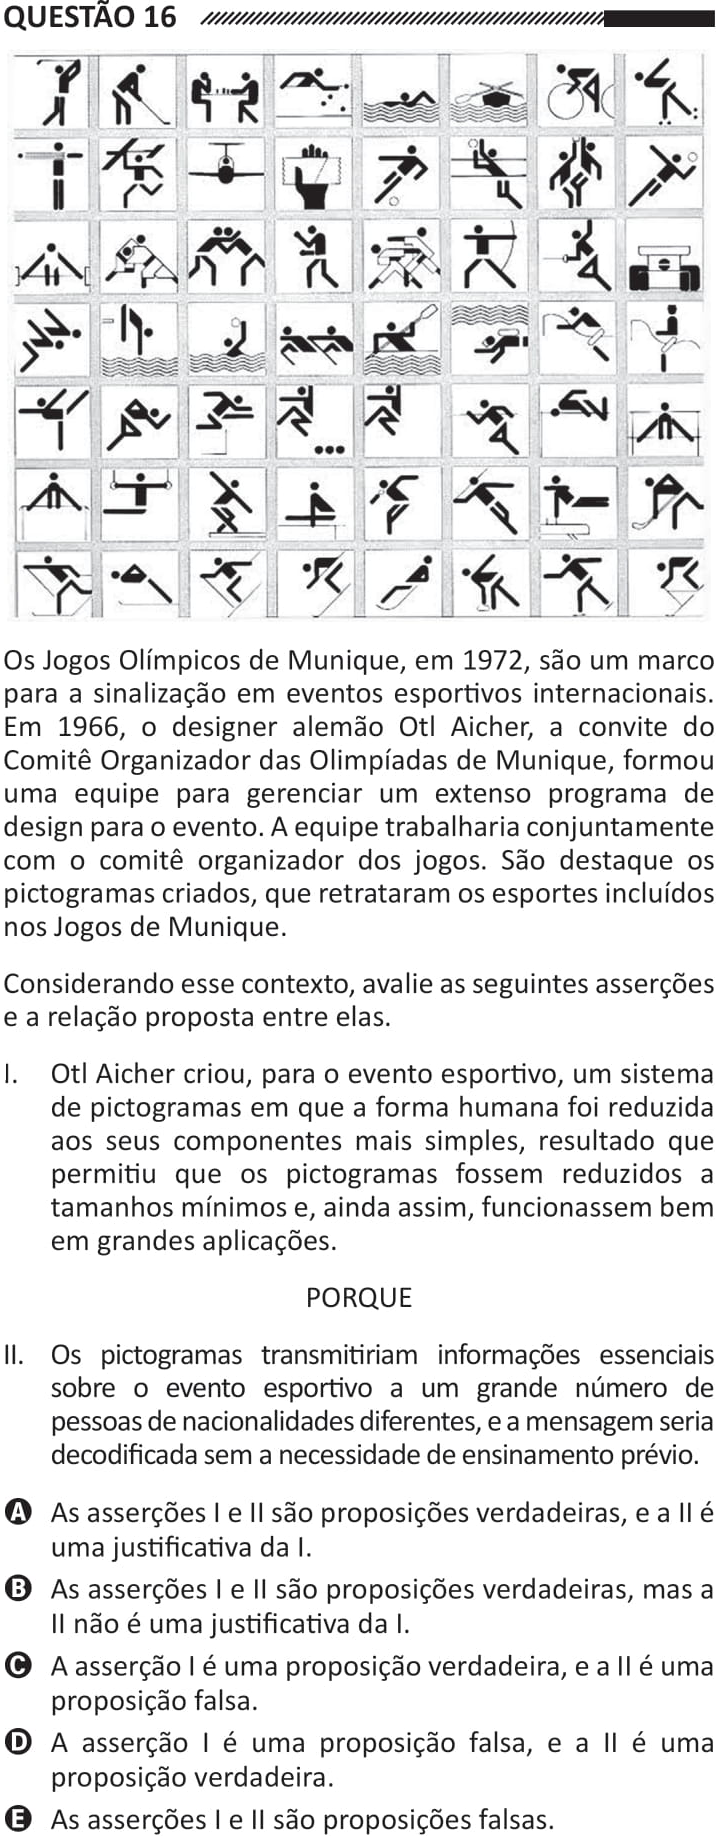 QUESTÃO 16
Os Jogos Olímpicos de Munique, em 1972, são um marco
para a sinalização em eventos esportivos internacionais.
Em 1966, o designer alemão Otl Aicher, a convite do
Comitê Organizador das Olimpíadas de Munique, formou
uma equipe para gerenciar um extenso programa de
design para o evento. A equipe trabalharia conjuntamente
com o comitê organizador dos jogos. São destaque os
pictogramas criados, que retrataram os esportes incluídos
nos Jogos de Munique.
Considerando esse contexto, avalie as seguintes asserções
e a relação proposta entre elas.
I. Otl Aicher criou, para o evento esportivo, um sistema
de pictogramas em que a forma humana foi reduzida
aos seus componentes mais simples, resultado que
permitiu que os pictogramas fossem reduzidos a
tamanhos mínimos e, ainda assim, funcionassem bem
em grandes aplicações.
PORQUE
II. Os pictogramas transmitiriam informações essenciais
sobre o evento esportivo a um grande número de
pessoas de nacionalidades diferentes, e a mensagem seria
decodificada sem a necessidade de ensinamento prévio.
A As asserções I e II são proposições verdadeiras, e a II é
uma justificativa da I.
B As asserções I e II são proposições verdadeiras, mas a
II não é uma justificativa da I.
C A asserção I é uma proposição verdadeira, e a II é uma
proposição falsa.
D A asserção I é uma proposição falsa, e a II é uma
proposição verdadeira.
E As asserções I e II são proposições falsas.